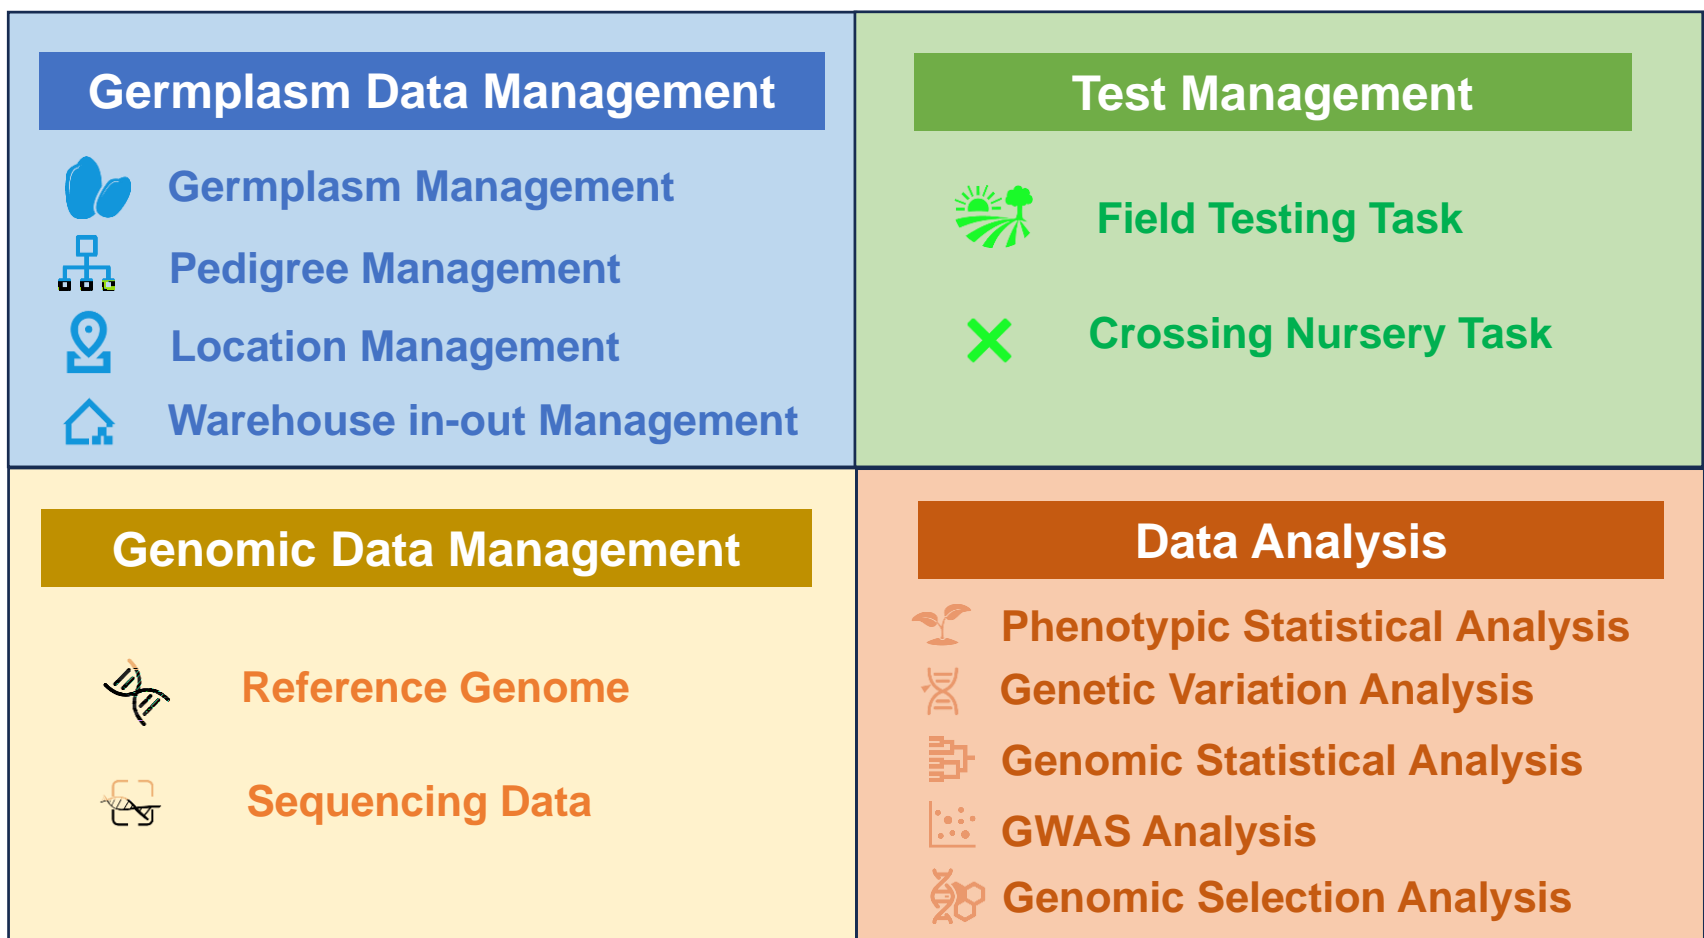 Germplasm Data Management
Germplasm Management
Pedigree Management
Location Management
Warehouse in-out Management
Test Management
Field Testing Task
Crossing Nursery Task
Genomic Data Management
Reference Genome
Sequencing Data
Data Analysis
Phenotypic Statistical Analysis
Genetic Variation Analysis
Genomic Statistical Analysis
GWAS Analysis
Genomic Selection Analysis